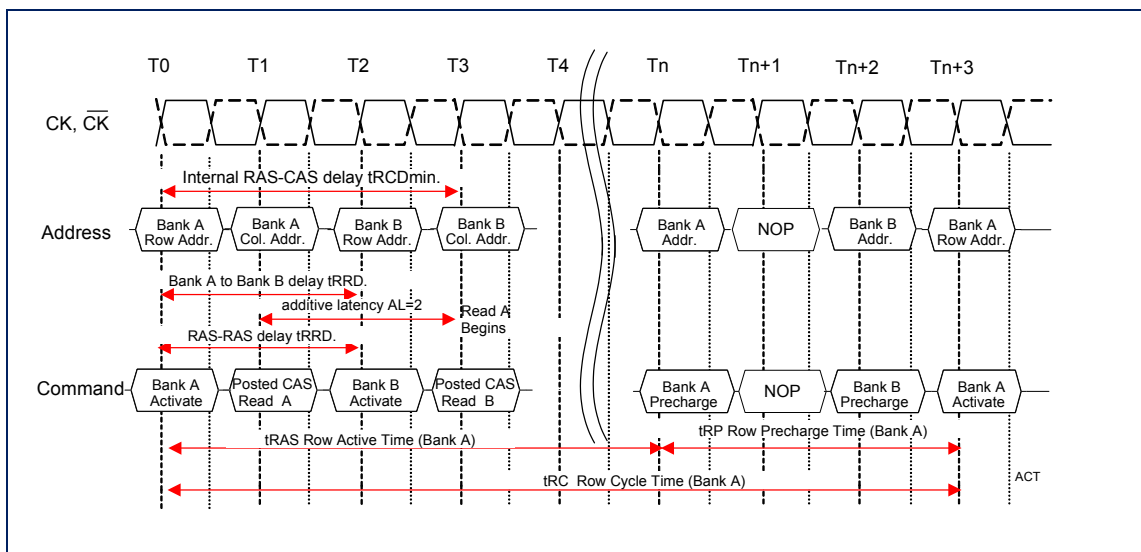 T0 T1 T2 T3 T4 Tn Tn+1 Tn+2 Tn+3
CK, C̅K̅
Internal RAS-CAS delay tRCDmin.
Address
Bank A Row Addr.
Bank A Col. Addr.
Bank B Row Addr.
Bank B Col. Addr.
Bank A Addr.
NOP
Bank B Addr.
Bank A Row Addr.
Bank A to Bank B delay tRRD.
additive latency AL=2
Read A Begins
RAS-RAS delay tRRD.
Command
Bank A Activate
Posted CAS Read A
Bank B Activate
Posted CAS Read B
Bank A Precharge
NOP
Bank B Precharge
Bank A Activate
tRAS Row Active Time (Bank A)
tRP Row Precharge Time (Bank A)
tRC Row Cycle Time (Bank A)
ACT